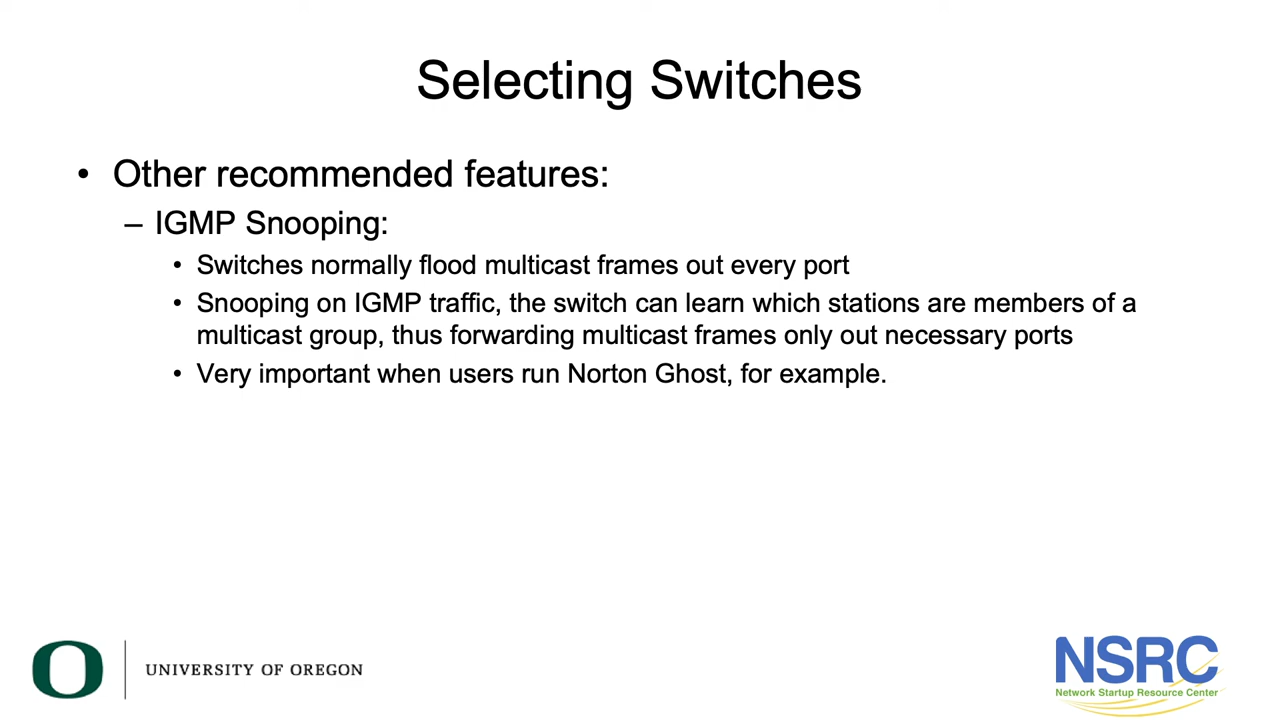 Selecting Switches
• Other recommended features:
– IGMP Snooping:
• Switches normally flood multicast frames out every port
• Snooping on IGMP traffic, the switch can learn which stations are members of a
multicast group, thus forwarding multicast frames only out necessary ports
• Very important when users run Norton Ghost, for example.
O
UNIVERSITY OF OREGON
NSRC
Network Startup Resource Center